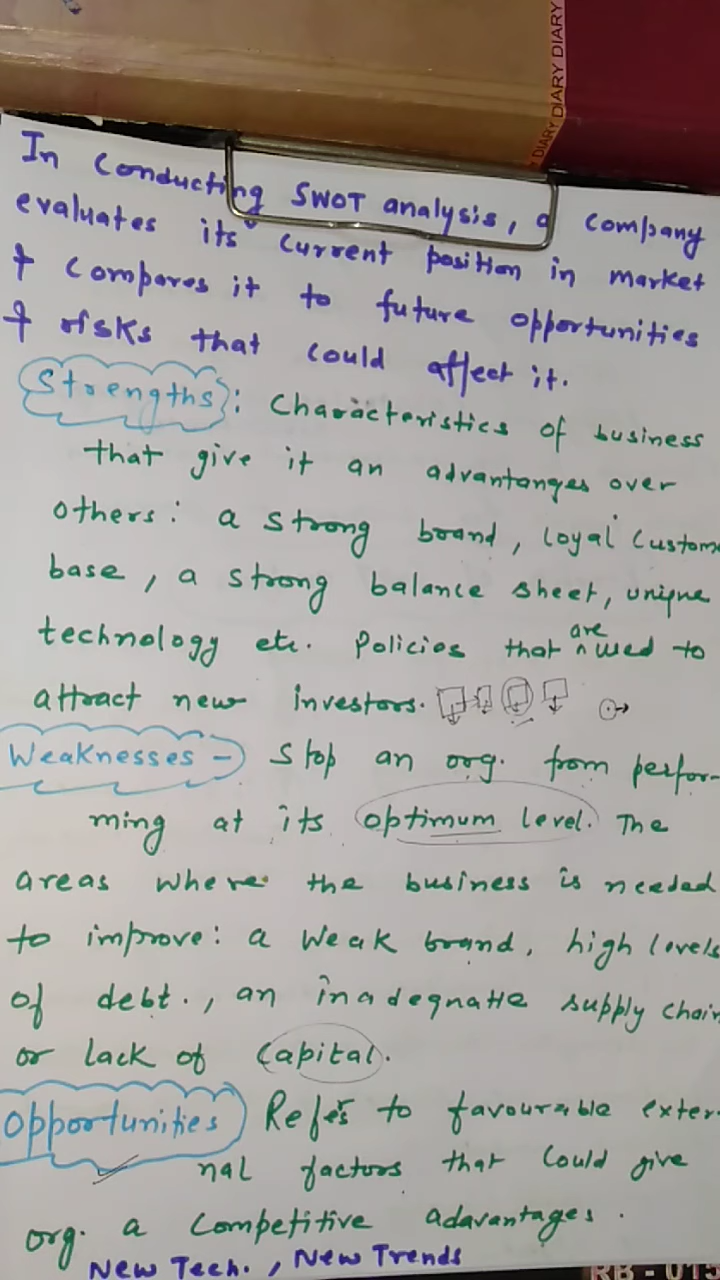 DIARY DIARY DIARY
In conducting SWOT analysis, a company
evaluates its current position in market
+ compares it to future opportunities
+ risks that could affect it.
Strengths: Characteristics of business
that give it an advantanges over
others: a strong brand, loyal Custome
base, a strong balance sheet, unique
technology etc. Policies that are used to
attract new investors.
Weaknesses - Stop an org. from perfor-
ming at its optimum level. The
areas where the business is needed
to improve: a weak brand, high levels
of debt., an inadequatte supply chain
or lack of capital.
Opportunities Refers to favourable exter-
nal factors that could give
org. a competitive adavantages.
New Tech., New Trends